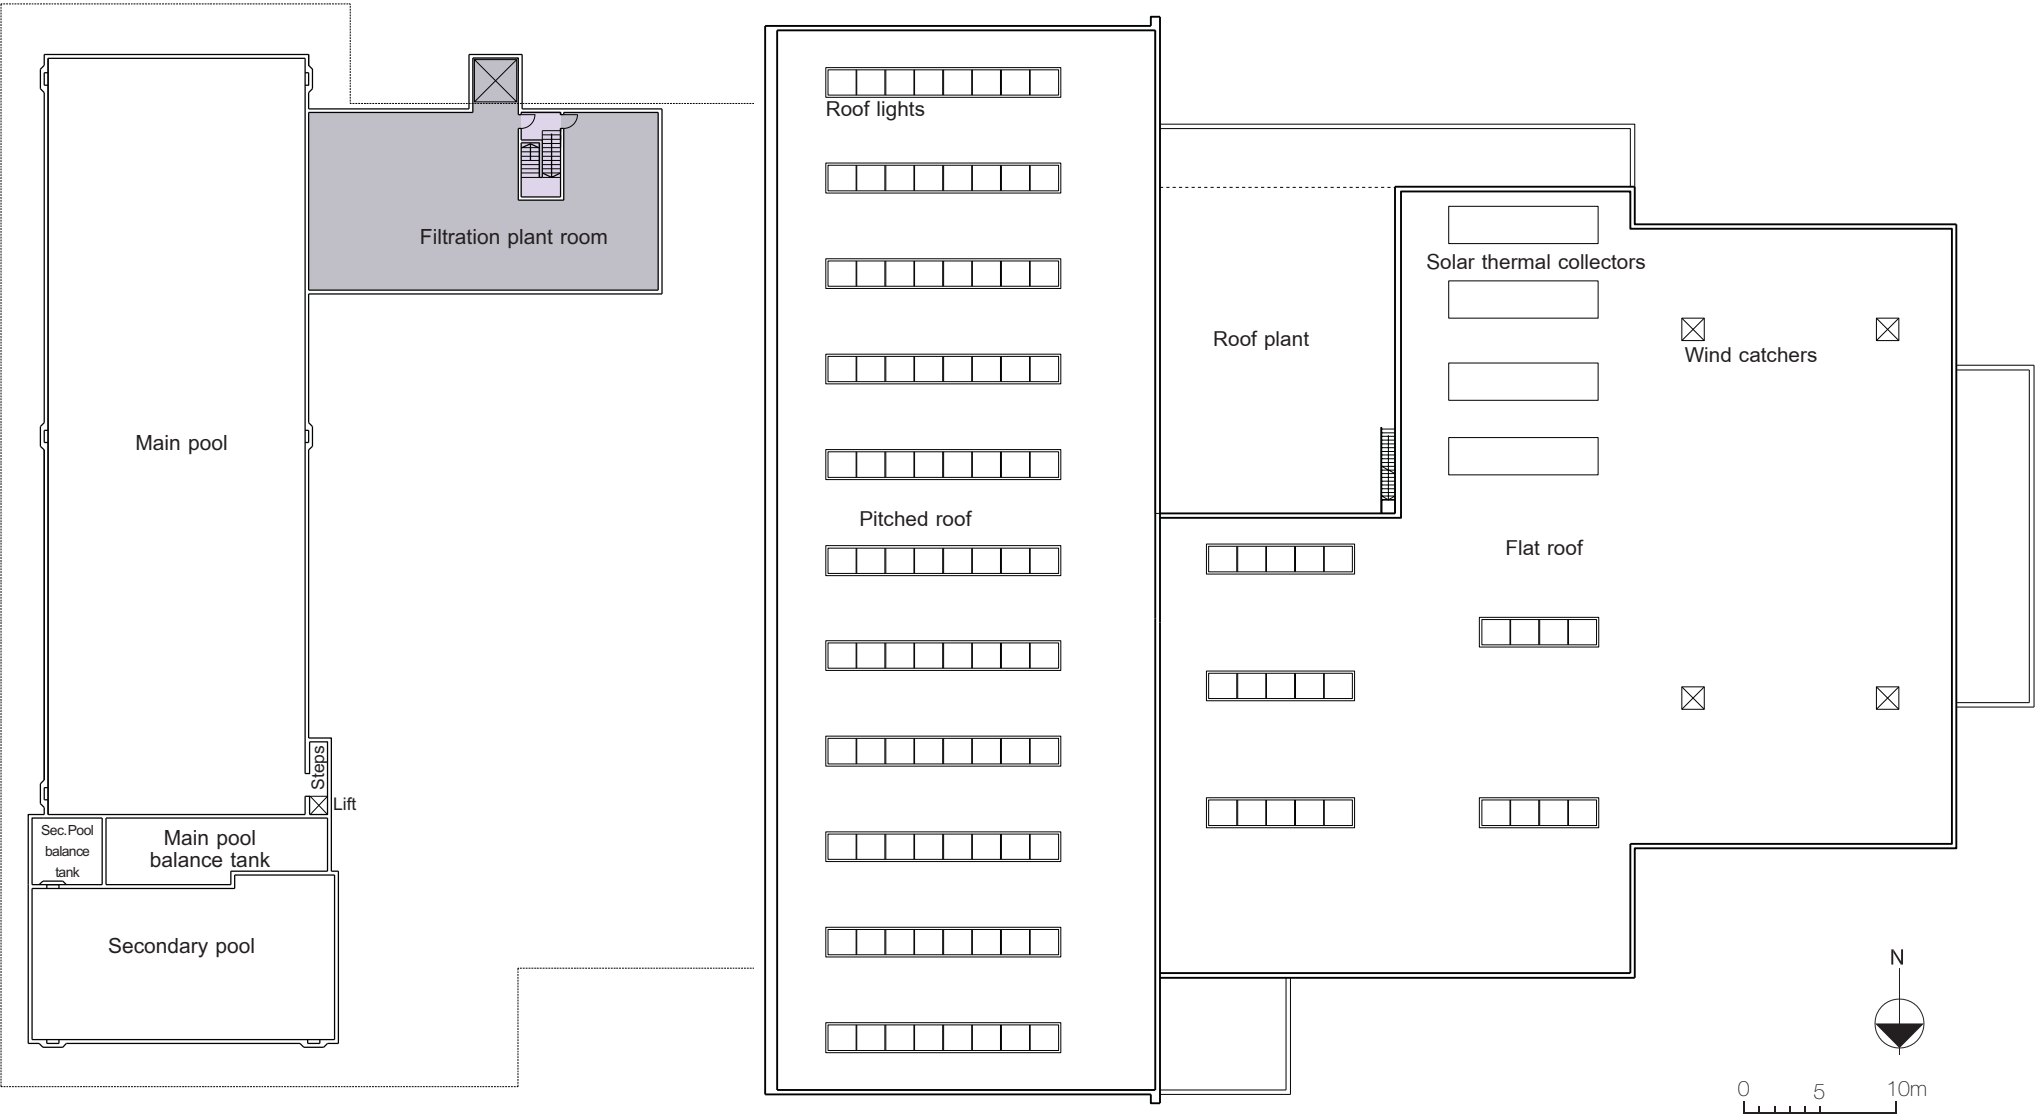 Roof lights
Filtration plant room
Solar thermal collectors
Roof plant
Wind catchers
Main pool
Pitched roof
Flat roof
Steps
Lift
Sec.Pool
balance
tank
Main pool
balance tank
Secondary pool
N
0 5 10m